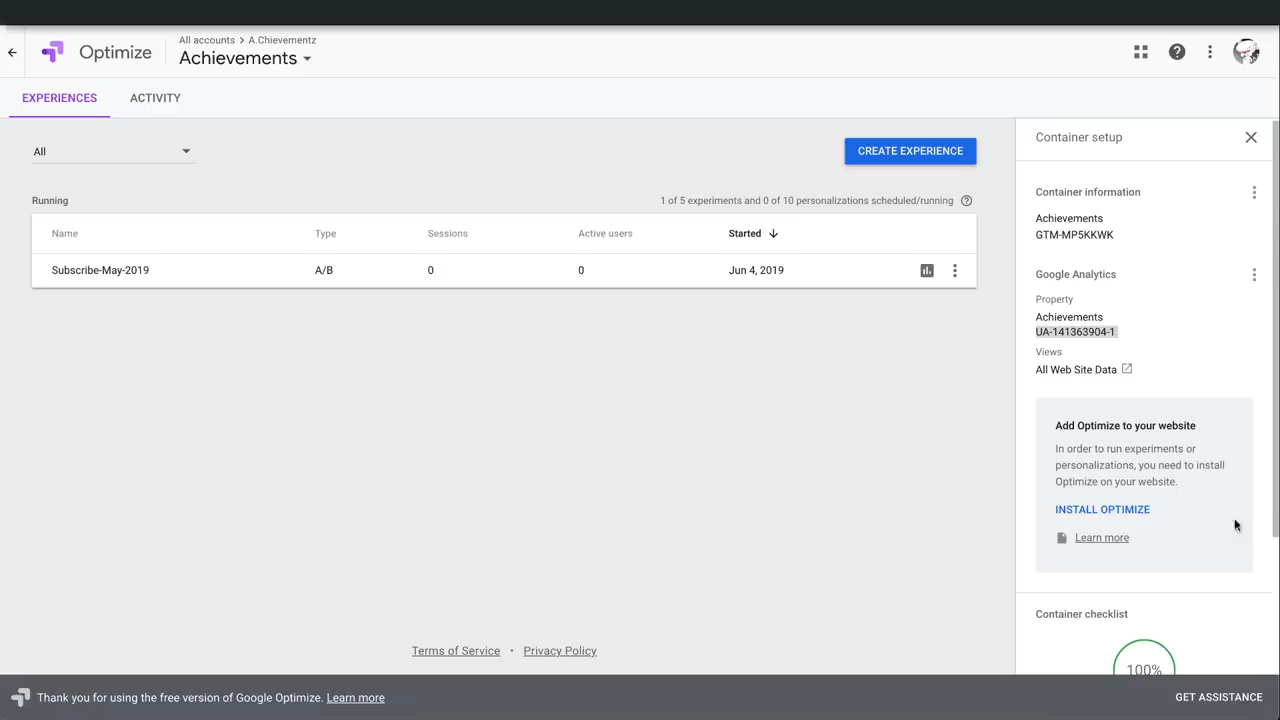 Optimize
All accounts > A.Chievementz
Achievements
EXPERIENCES
ACTIVITY
All
CREATE EXPERIENCE
Running
1 of 5 experiments and 0 of 10 personalizations scheduled/running
Name Type Sessions Active users Started
Subscribe-May-2019 A/B 0 0 Jun 4, 2019
Terms of Service • Privacy Policy
Container setup
Container information
Achievements
GTM-MP5KKWK
Google Analytics
Property
Achievements
UA-141363904-1
Views
All Web Site Data
Add Optimize to your website
In order to run experiments or
personalizations, you need to install
Optimize on your website.
INSTALL OPTIMIZE
Learn more
Container checklist
100%
Thank you for using the free version of Google Optimize. Learn more
GET ASSISTANCE